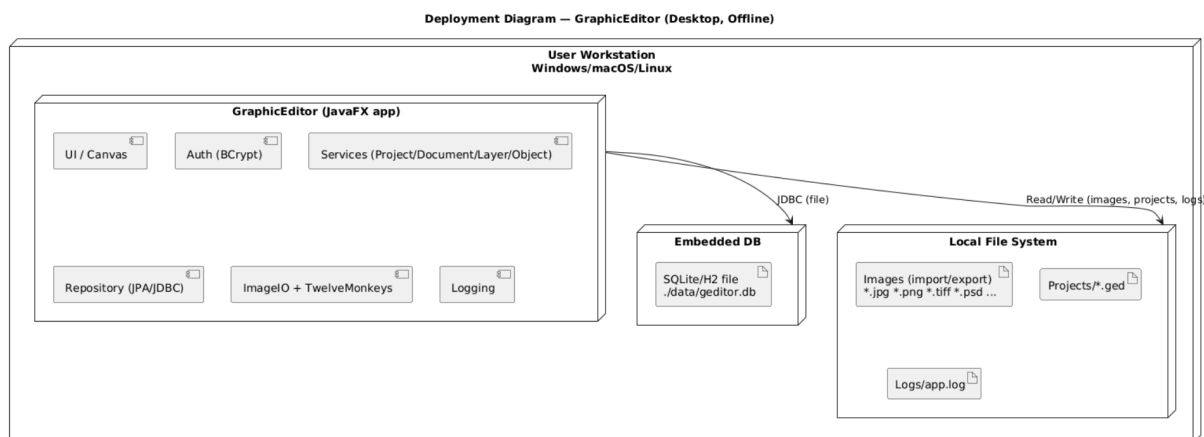 Deployment Diagram — GraphicEditor (Desktop, Offline)
User Workstation
Windows/macOS/Linux
GraphicEditor (JavaFX app)
UI / Canvas
Auth (BCrypt)
Services (Project/Document/Layer/Object)
Repository (JPA/JDBC)
ImageIO + TwelveMonkeys
Logging
JDBC (file)
Read/Write (images, projects, logs
Embedded DB
SQLite/H2 file
./data/geditor.db
Local File System
Images (import/export)
*.jpg *.png *.tiff *.psd ...
Projects/*.ged
Logs/app.log